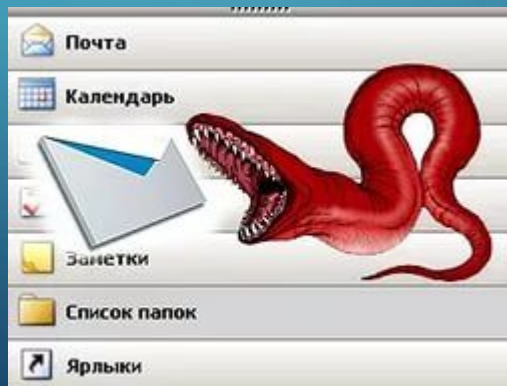 Почта
Календарь
Заметки
Список папок
Ярлыки